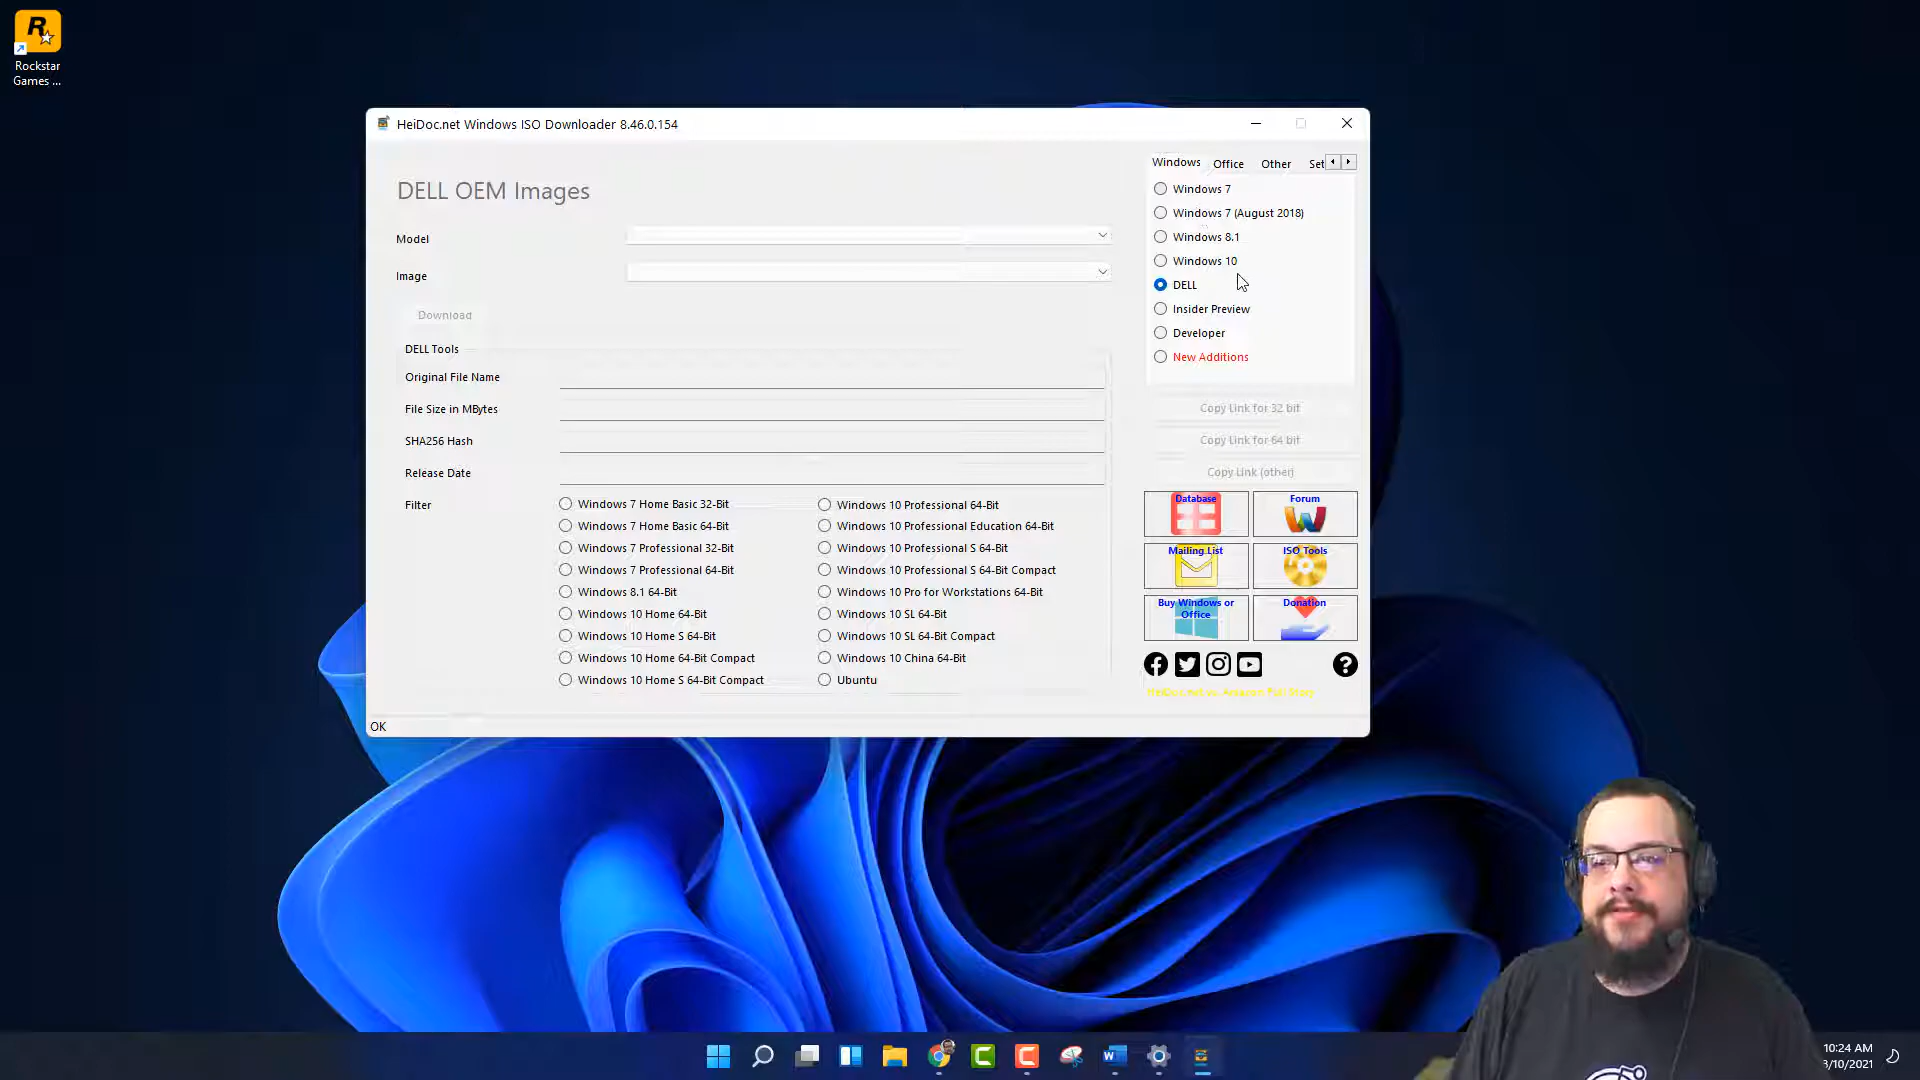 R
Rockstar
Games ...
HeiDoc.net Windows ISO Downloader 8.46.0.154
Windows Office Other Set
DELL OEM Images
Windows 7
Windows 7 (August 2018)
Model
Windows 8.1
Windows 10
Image
DELL
Insider Preview
Download
Developer
DELL Tools
New Additions
Original File Name
File Size in MBytes
Copy Link for 32 bit
SHA256 Hash
Copy Link for 64 bit
Release Date
Copy Link (other)
Filter
Windows 7 Home Basic 32-Bit
Windows 7 Home Basic 64-Bit
Windows 7 Professional 32-Bit
Windows 7 Professional 64-Bit
Windows 8.1 64-Bit
Windows 10 Home 64-Bit
Windows 10 Home S 64-Bit
Windows 10 Home 64-Bit Compact
Windows 10 Home S 64-Bit Compact
Windows 10 Professional 64-Bit
Windows 10 Professional Education 64-Bit
Windows 10 Professional S 64-Bit
Windows 10 Professional S 64-Bit Compact
Windows 10 Pro for Workstations 64-Bit
Windows 10 SL 64-Bit
Windows 10 SL 64-Bit Compact
Windows 10 China 64-Bit
Ubuntu
Database
Forum
Mailing List
ISO Tools
Buy Windows or
Office
Donation
HeiDoc.net vs. Amazon Full Story
OK
10:24 AM
3/10/2021